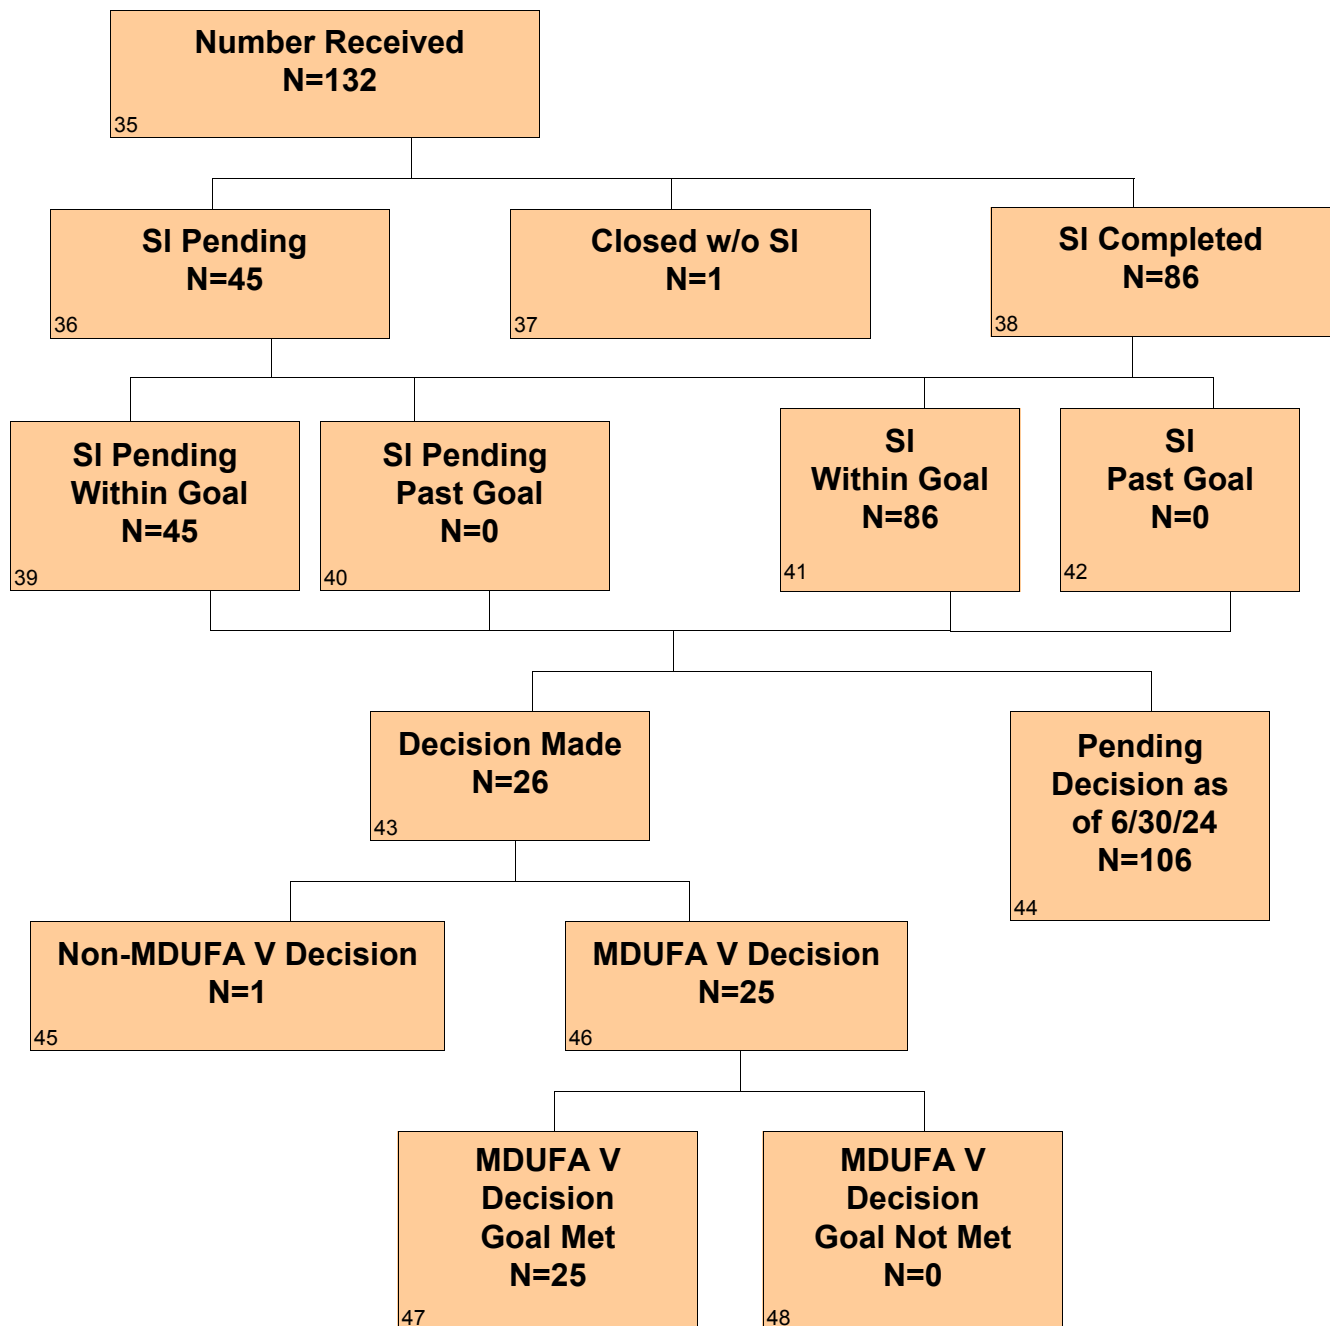 Number Received
N=132
35
SI Pending
N=45
36
Closed w/o SI
N=1
37
SI Completed
N=86
38
SI Pending
Within Goal
N=45
39
SI Pending
Past Goal
N=0
40
SI
Within Goal
N=86
41
SI
Past Goal
N=0
42
Decision Made
N=26
43
Pending
Decision as
of 6/30/24
N=106
44
Non-MDUFA V Decision
N=1
45
MDUFA V Decision
N=25
46
MDUFA V
Decision
Goal Met
N=25
47
MDUFA V
Decision
Goal Not Met
N=0
48